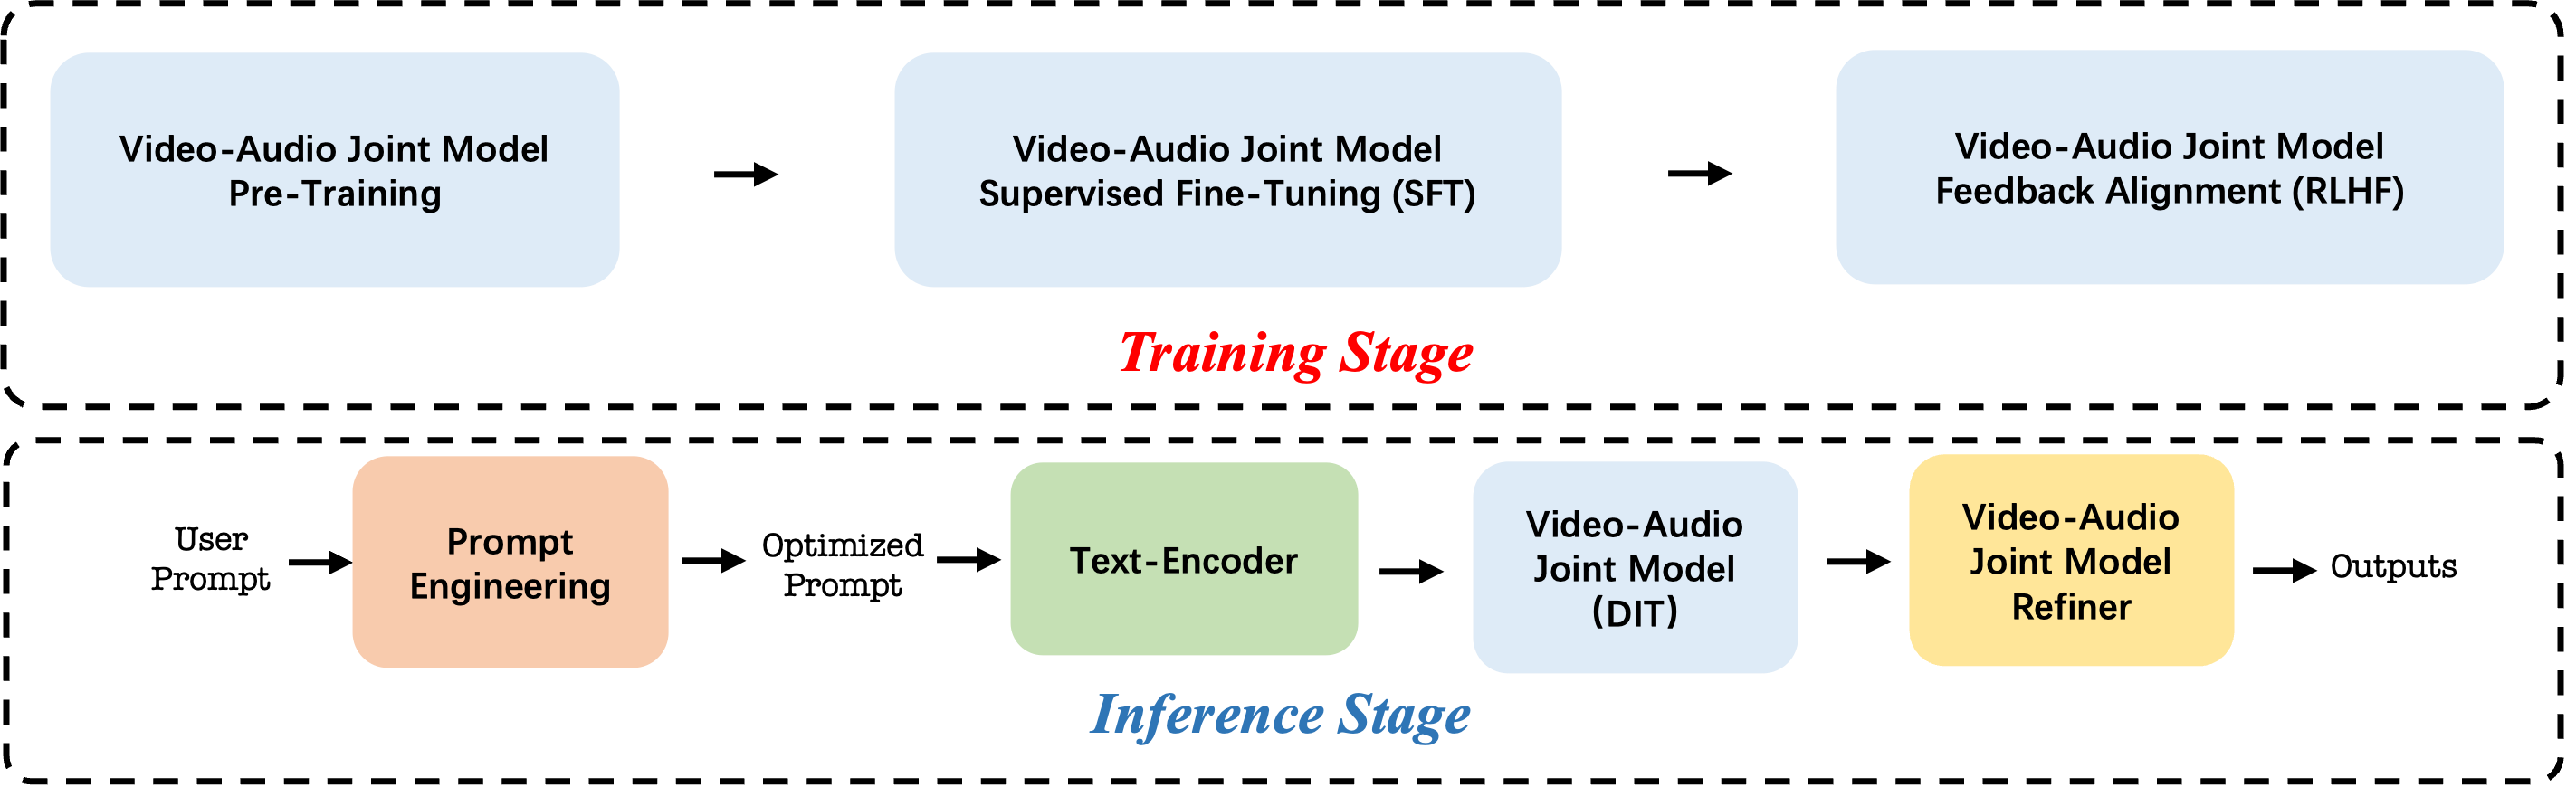 Video-Audio Joint Model
Pre-Training
Video-Audio Joint Model
Supervised Fine-Tuning (SFT)
Video-Audio Joint Model
Feedback Alignment (RLHF)
Training Stage
User
Prompt
Prompt
Engineering
Optimized
Prompt
Text-Encoder
Video-Audio
Joint Model
(DIT)
Video-Audio
Joint Model
Refiner
Outputs
Inference Stage